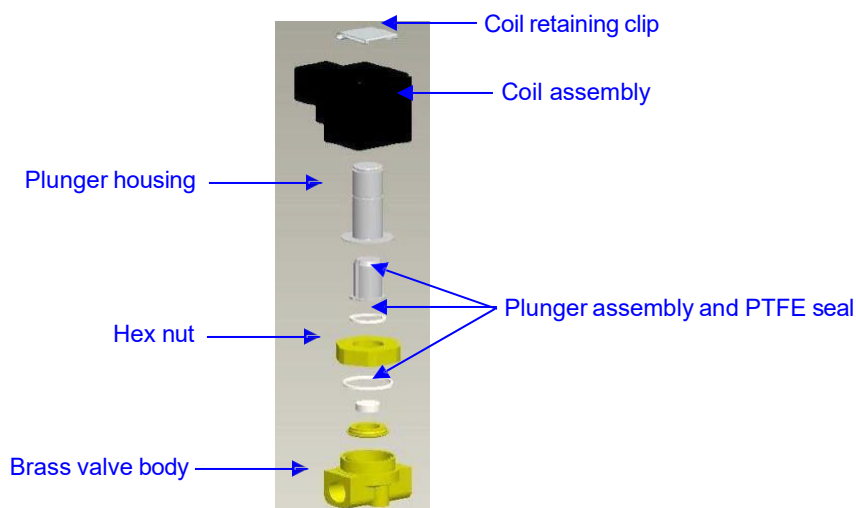 Coil retaining clip
Coil assembly
Plunger housing
Plunger assembly and PTFE seal
Hex nut
Brass valve body